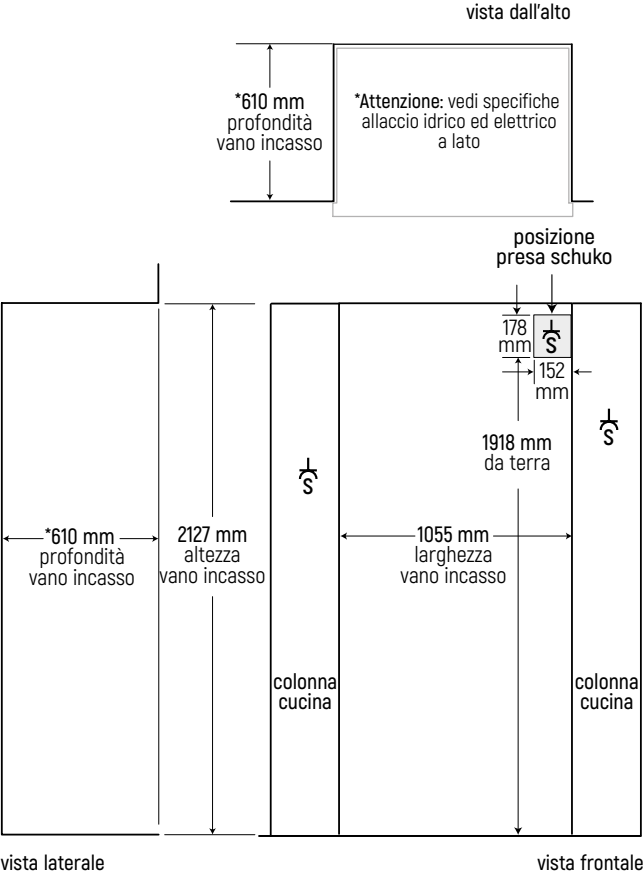 vista dall'alto
*610 mm
profondità
vano incasso
*Attenzione: vedi specifiche
allaccio idrico ed elettrico
a lato
posizione
presa schuko
178
mm
S
152
mm
S
1918 mm
da terra
S
*610 mm
profondità
vano incasso
2127 mm
altezza
vano incasso
1055 mm
larghezza
vano incasso
colonna
cucina
colonna
cucina
vista laterale
vista frontale